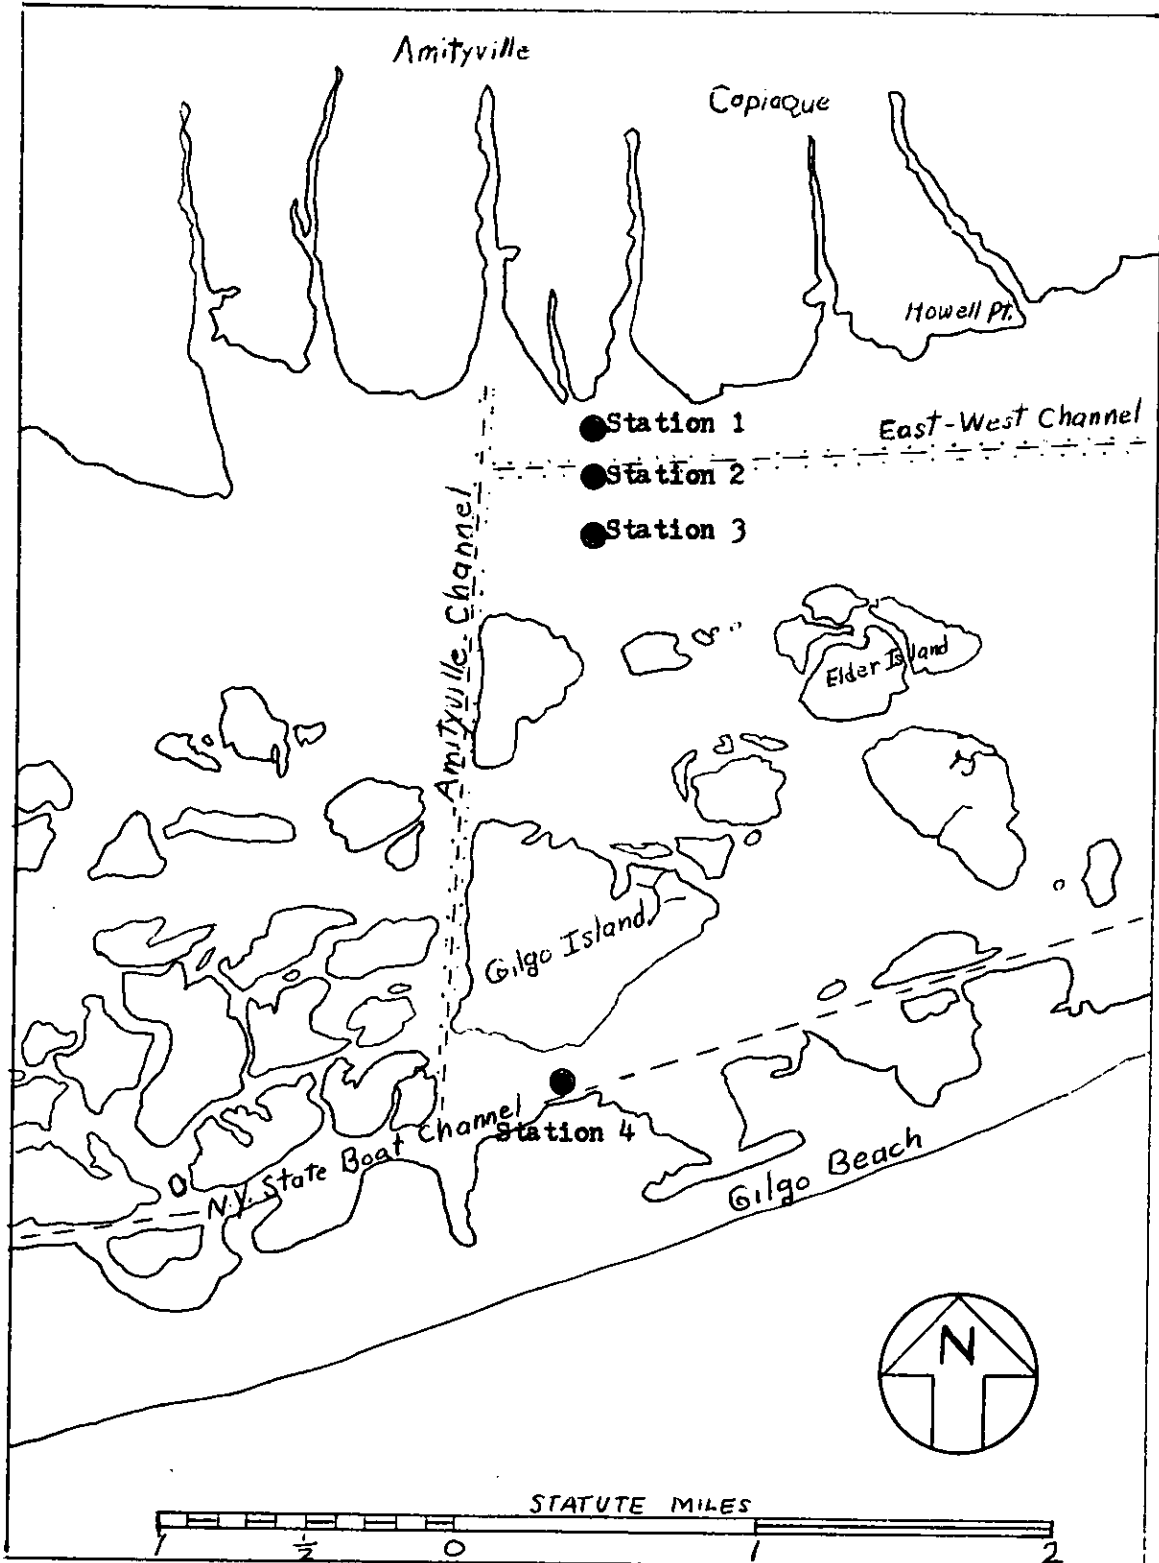 Amityville
Copiaque
Howell Pt.
Station 1
East-West Channel
Station 2
Station 3
Amityville Channel
Elder Island
Gilgo Island
N.Y. State Boat Channel
Station 4
Gilgo Beach
N
STATUTE MILES
1 1/2 0 1 2